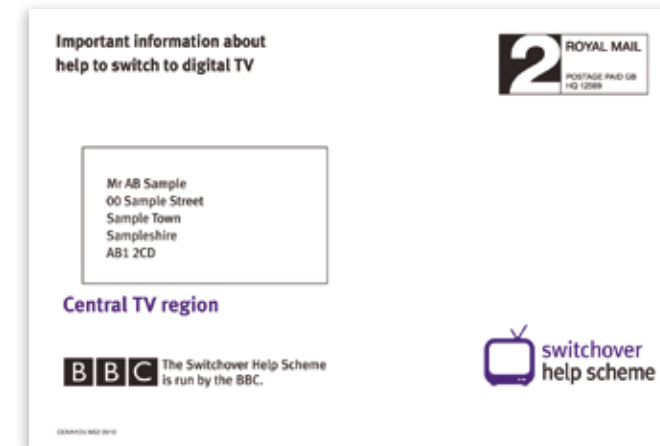 Important information about
help to switch to digital TV
2
ROYAL MAIL
POSTAGE PAID GB
HQ 12569
Mr AB Sample
00 Sample Street
Sample Town
Sampleshire
AB1 2CD
Central TV region
BBC
The Switchover Help Scheme
is run by the BBC.
switchover
help scheme